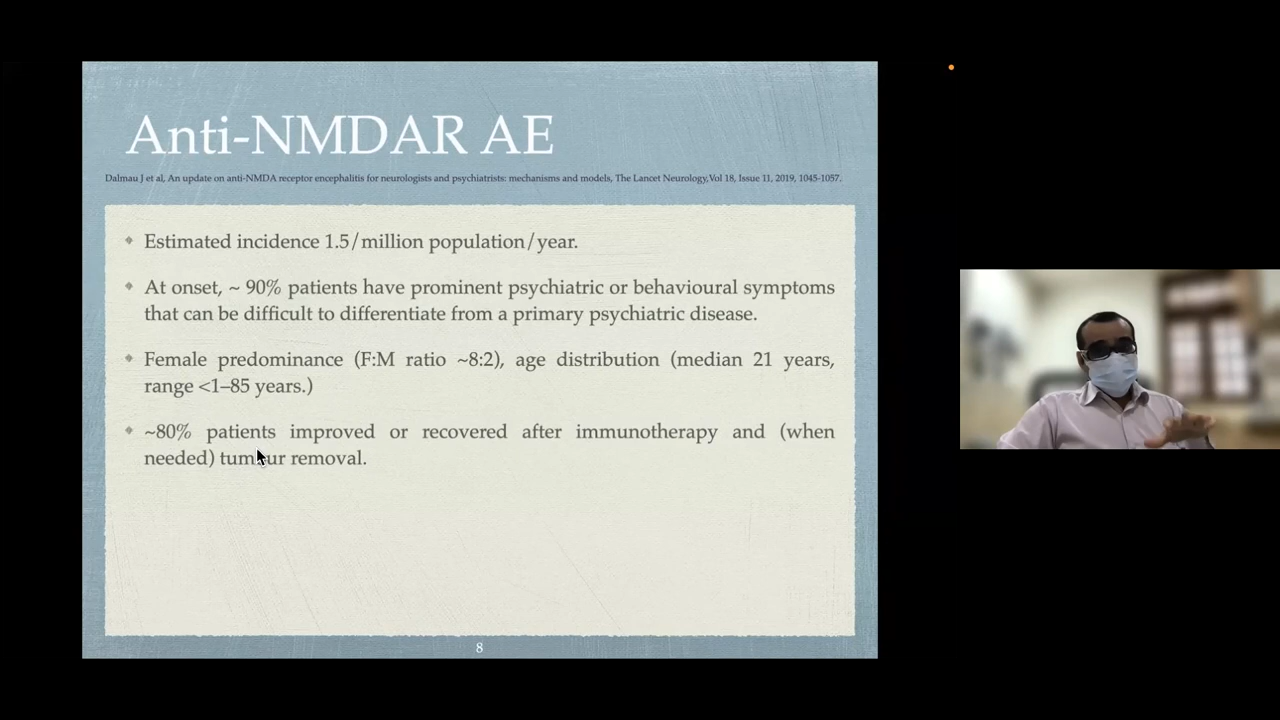 Anti-NMDAR AE
Dalmau J et al, An update on anti-NMDA receptor encephalitis for neurologists and psychiatrists: mechanisms and models, The Lancet Neurology,Vol 18, Issue 11, 2019, 1045-1057.
Estimated incidence 1.5/million population/year.
At onset, ~ 90% patients have prominent psychiatric or behavioural symptoms
that can be difficult to differentiate from a primary psychiatric disease.
Female predominance (F:M ratio ~8:2), age distribution (median 21 years,
range <1–85 years.)
~80% patients improved or recovered after immunotherapy and (when
needed) tumour removal.
8